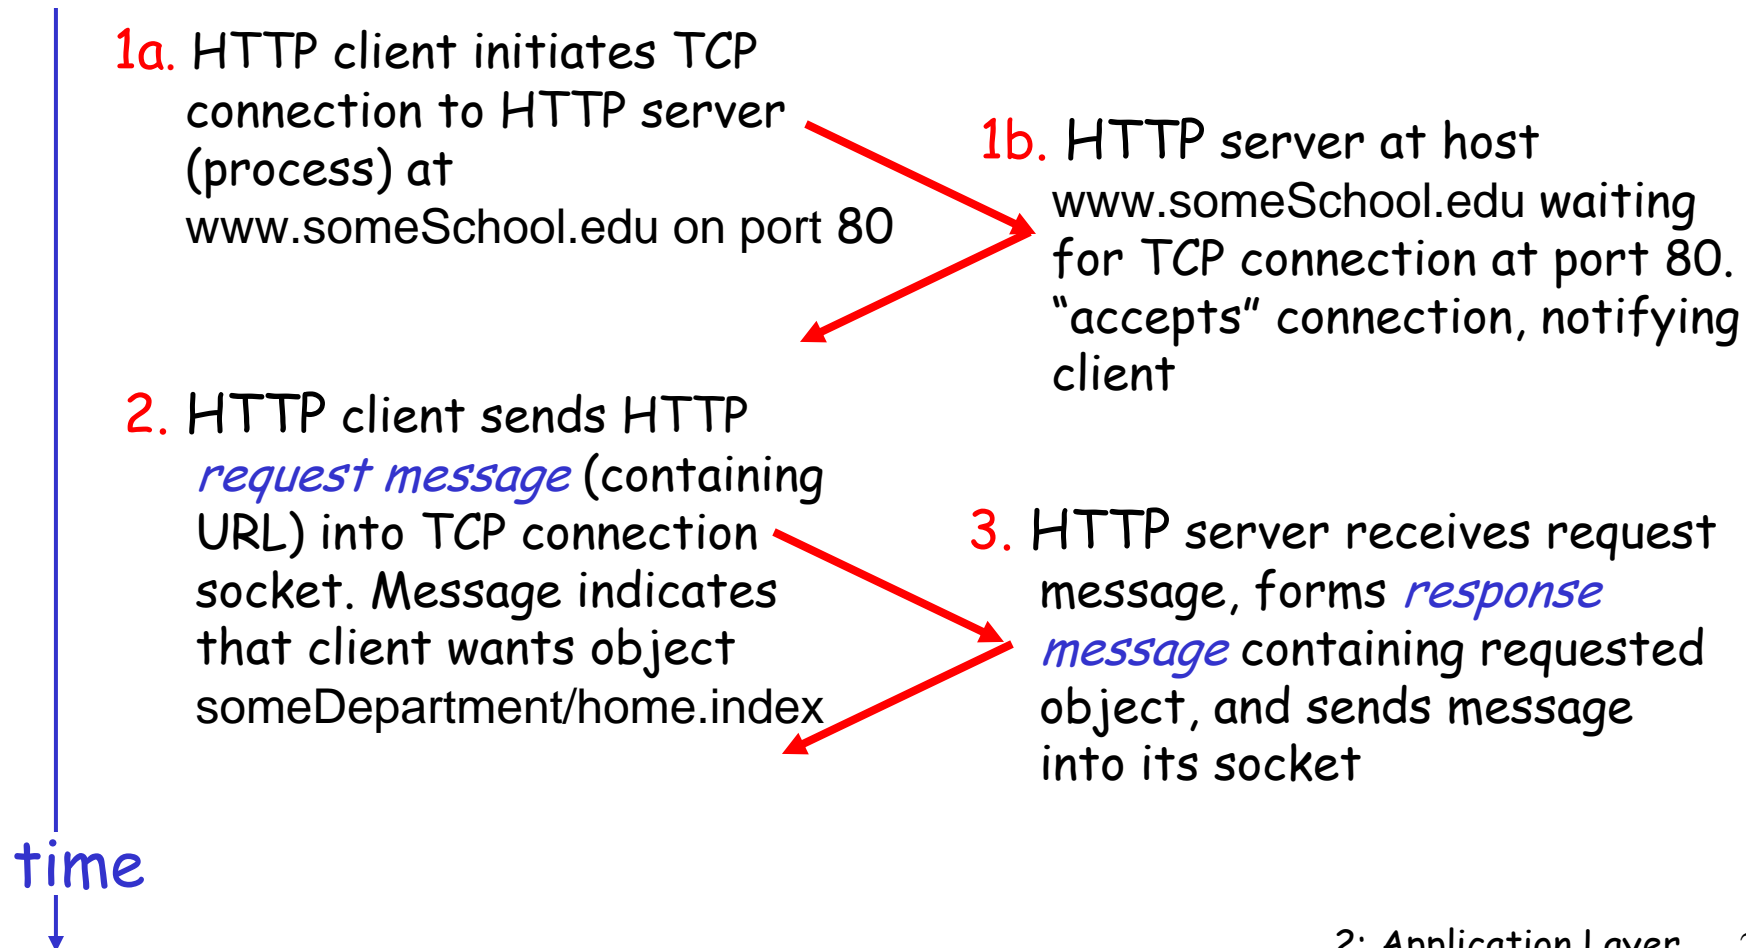 1a. HTTP client initiates TCP
connection to HTTP server
(process) at
www.someSchool.edu on port 80
1b. HTTP server at host
www.someSchool.edu waiting
for TCP connection at port 80.
“accepts” connection, notifying
client
2. HTTP client sends HTTP
request message (containing
URL) into TCP connection
socket. Message indicates
that client wants object
someDepartment/home.index
3. HTTP server receives request
message, forms response
message containing requested
object, and sends message
into its socket
time
2: Application Layer